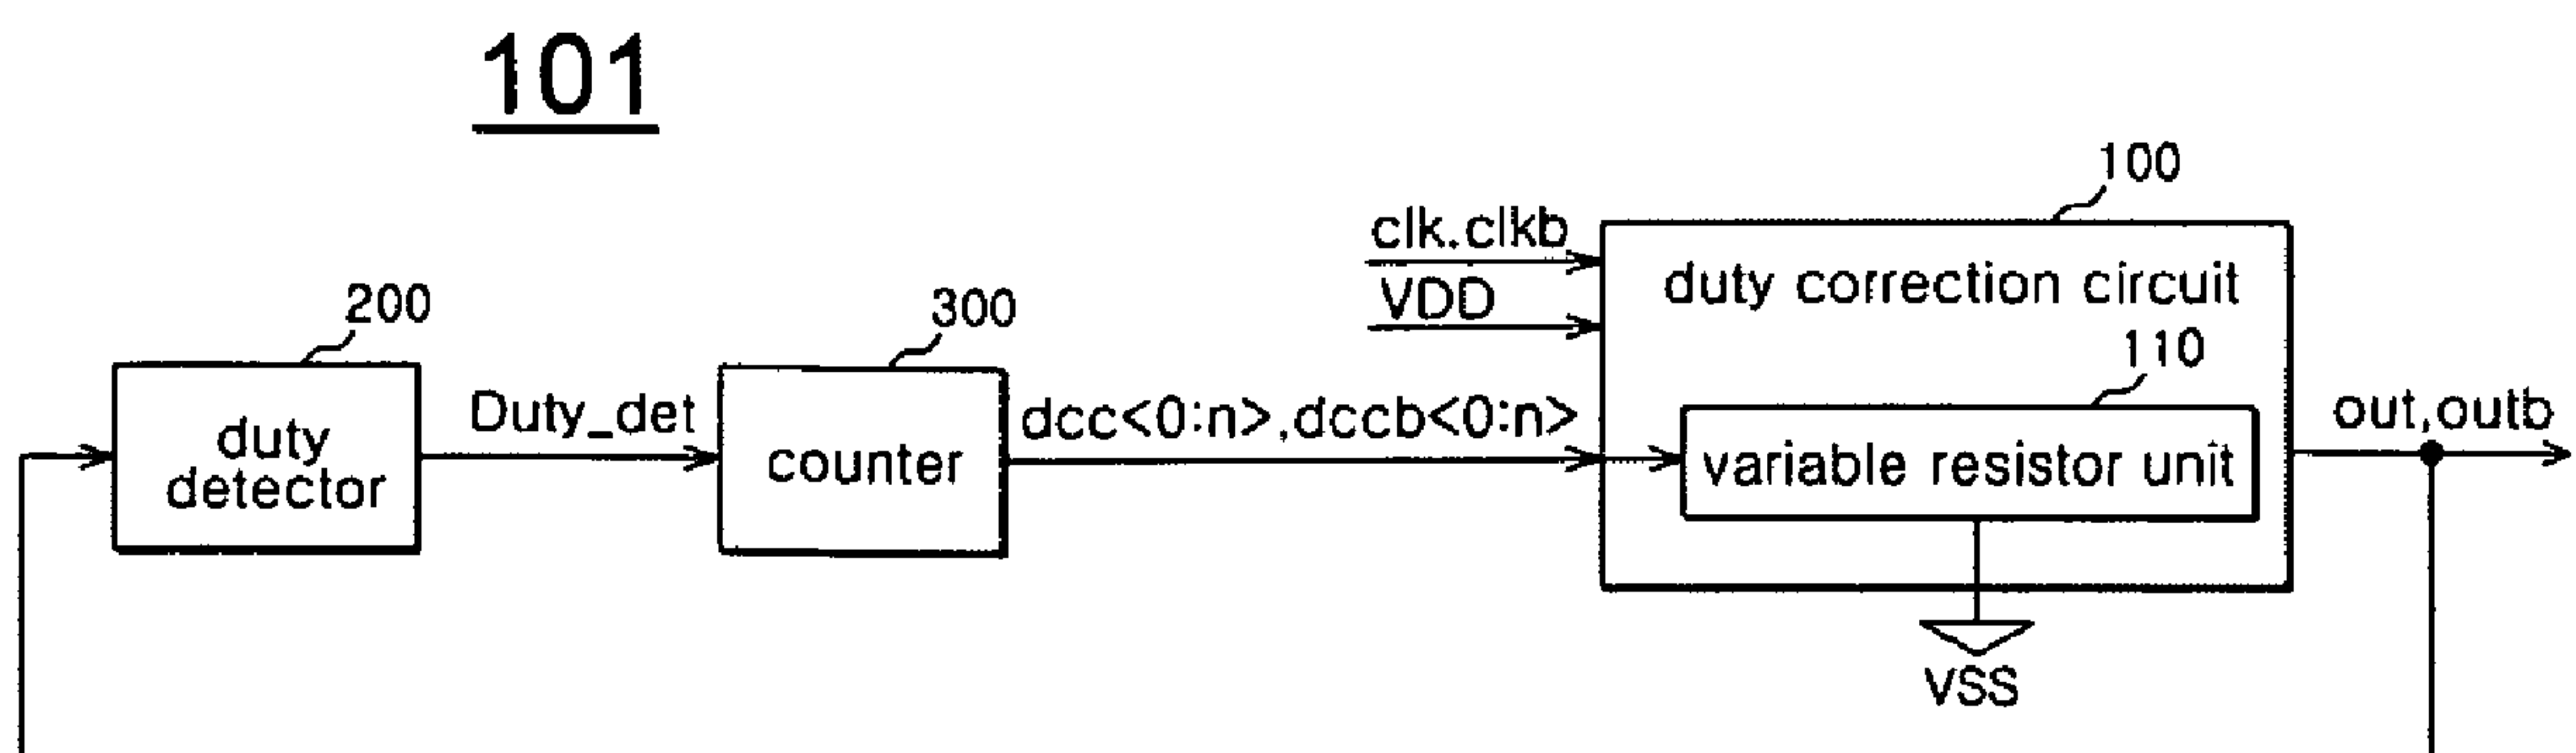 101
100
clk.clkb
VDD
duty correction circuit
200
300
110
duty
detector
Duty_det
counter
dcc<0:n>,dccb<0:n>
variable resistor unit
out,outb
VSS